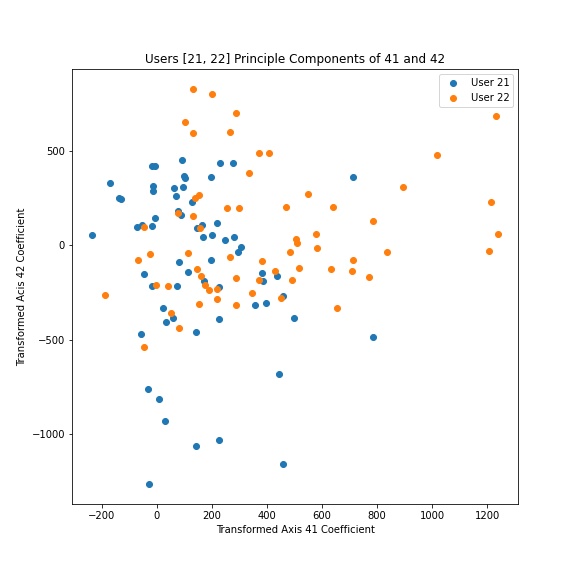 Users [21, 22] Principle Components of 41 and 42
User 21
User 22
500
0
−500
−1000
Transformed Acis 42 Coefficient
−200
0
200
400
600
800
1000
1200
Transformed Axis 41 Coefficient